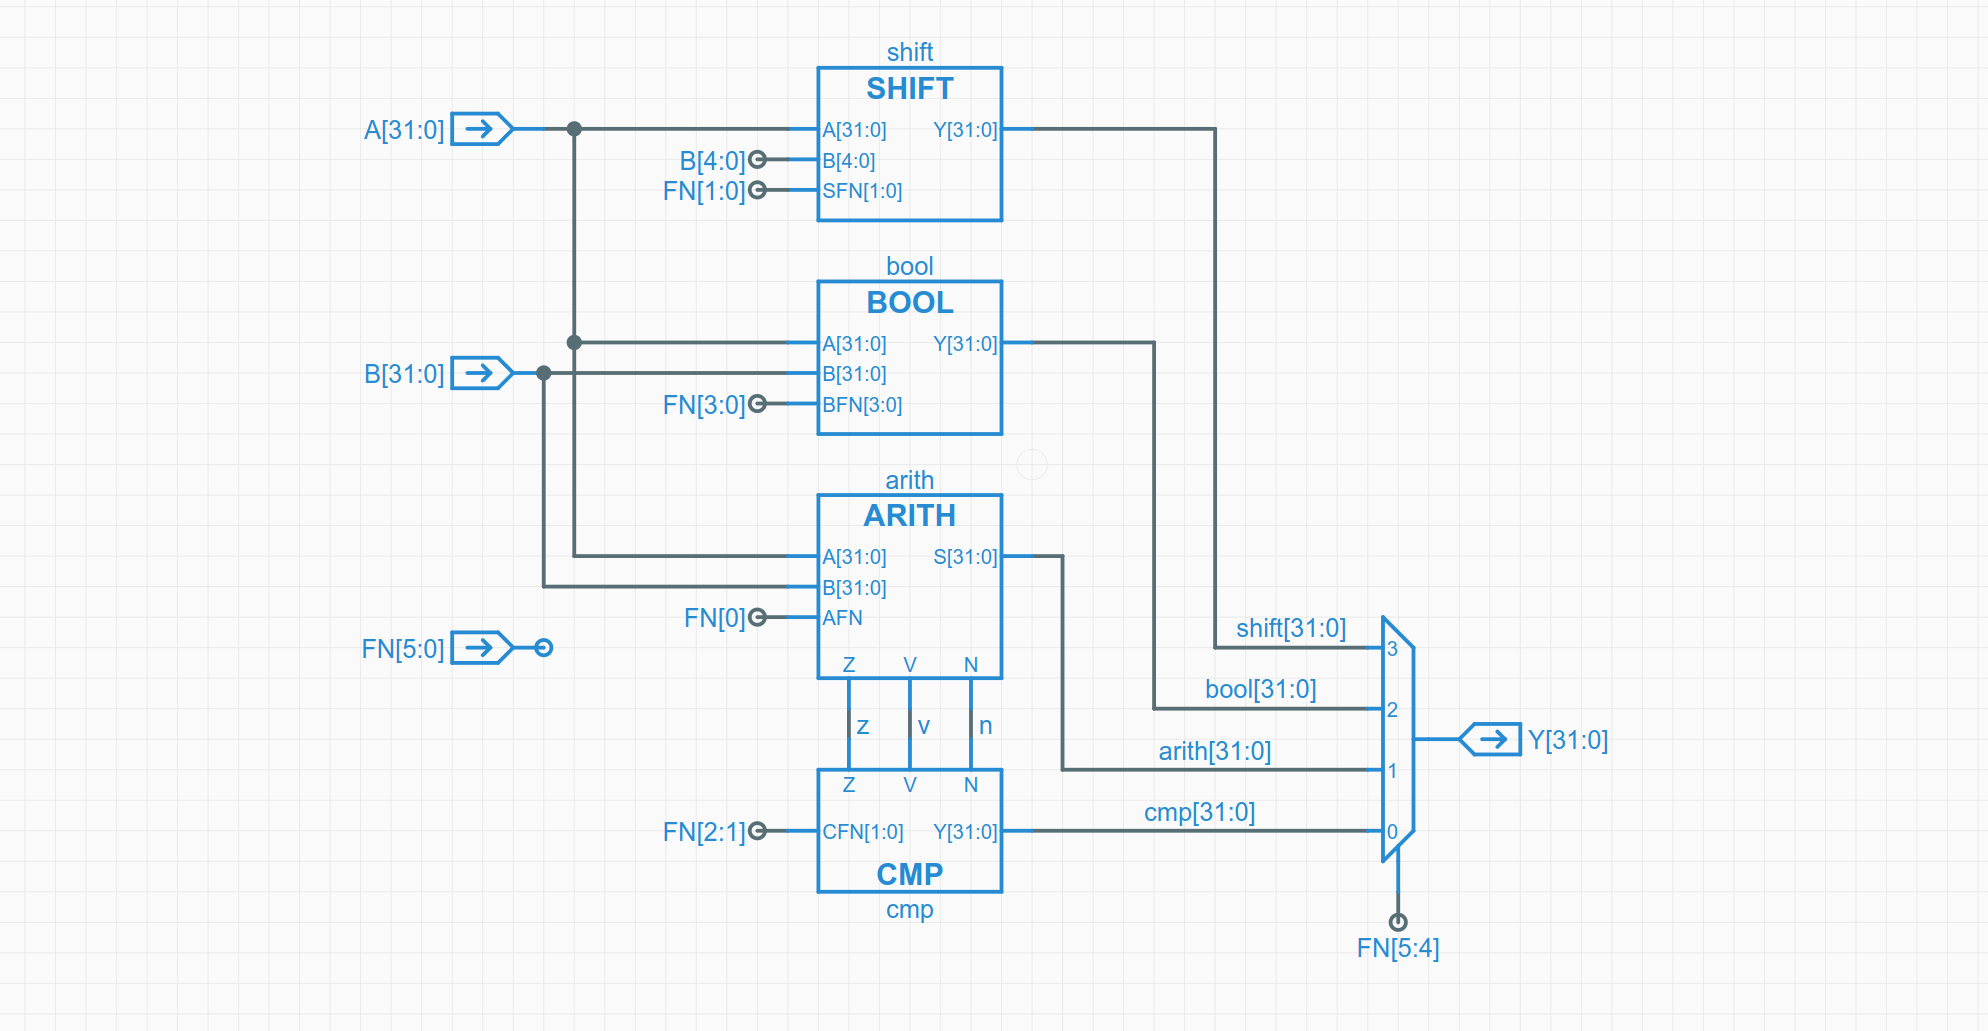 shift
SHIFT
A[31:0]
A[31:0] Y[31:0]
B[4:0]
B[4:0]
FN[1:0]
SFN[1:0]
bool
BOOL
A[31:0] Y[31:0]
B[31:0]
B[31:0]
FN[3:0]
BFN[3:0]
arith
ARITH
A[31:0] S[31:0]
B[31:0]
FN[0]
AFN
FN[5:0]
Z V N
z v n
Z V N
FN[2:1]
CFN[1:0] Y[31:0]
CMP
cmp
shift[31:0]
3
bool[31:0]
2
Y[31:0]
arith[31:0]
1
cmp[31:0]
0
FN[5:4]